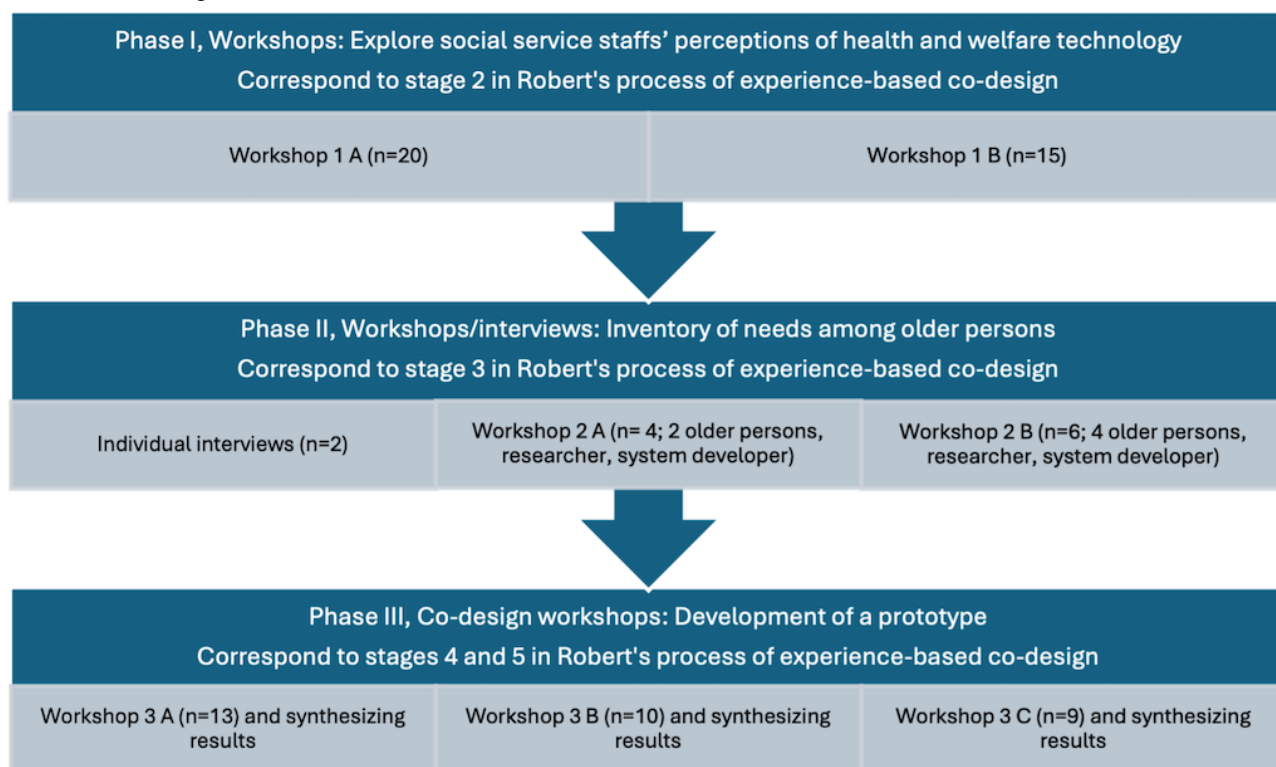 Phase I, Workshops: Explore social service staffs' perceptions of health and welfare technology
Correspond to stage 2 in Robert's process of experience-based co-design
Workshop 1 A (n=20)
Workshop 1 B (n=15)
Phase II, Workshops/interviews: Inventory of needs among older persons
Correspond to stage 3 in Robert's process of experience-based co-design
Individual interviews (n=2)
Workshop 2 A (n= 4; 2 older persons,
researcher, system developer)
Workshop 2 B (n=6; 4 older persons,
researcher, system developer)
Phase III, Co-design workshops: Development of a prototype
Correspond to stages 4 and 5 in Robert's process of experience-based co-design
Workshop 3 A (n=13) and synthesizing
results
Workshop 3 B (n=10) and synthesizing
results
Workshop 3 C (n=9) and synthesizing
results